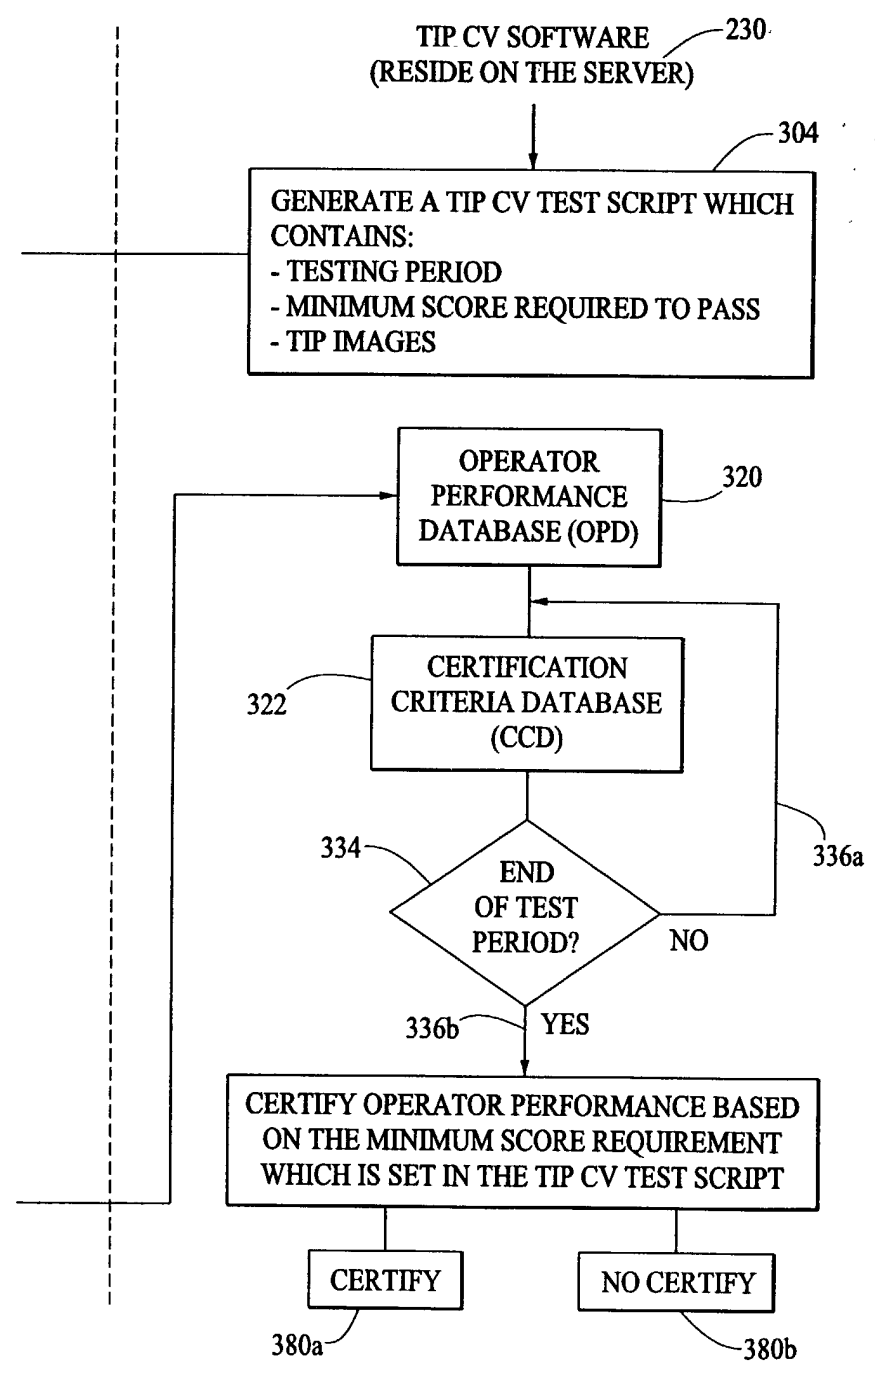 TIP CV SOFTWARE
(RESIDE ON THE SERVER)
230
304
GENERATE A TIP CV TEST SCRIPT WHICH
CONTAINS:
- TESTING PERIOD
- MINIMUM SCORE REQUIRED TO PASS
- TIP IMAGES
OPERATOR
PERFORMANCE
DATABASE (OPD)
320
CERTIFICATION
CRITERIA DATABASE
(CCD)
322
334
END
OF TEST
PERIOD?
336a
NO
336b
YES
CERTIFY OPERATOR PERFORMANCE BASED
ON THE MINIMUM SCORE REQUIREMENT
WHICH IS SET IN THE TIP CV TEST SCRIPT
CERTIFY
NO CERTIFY
380a
380b